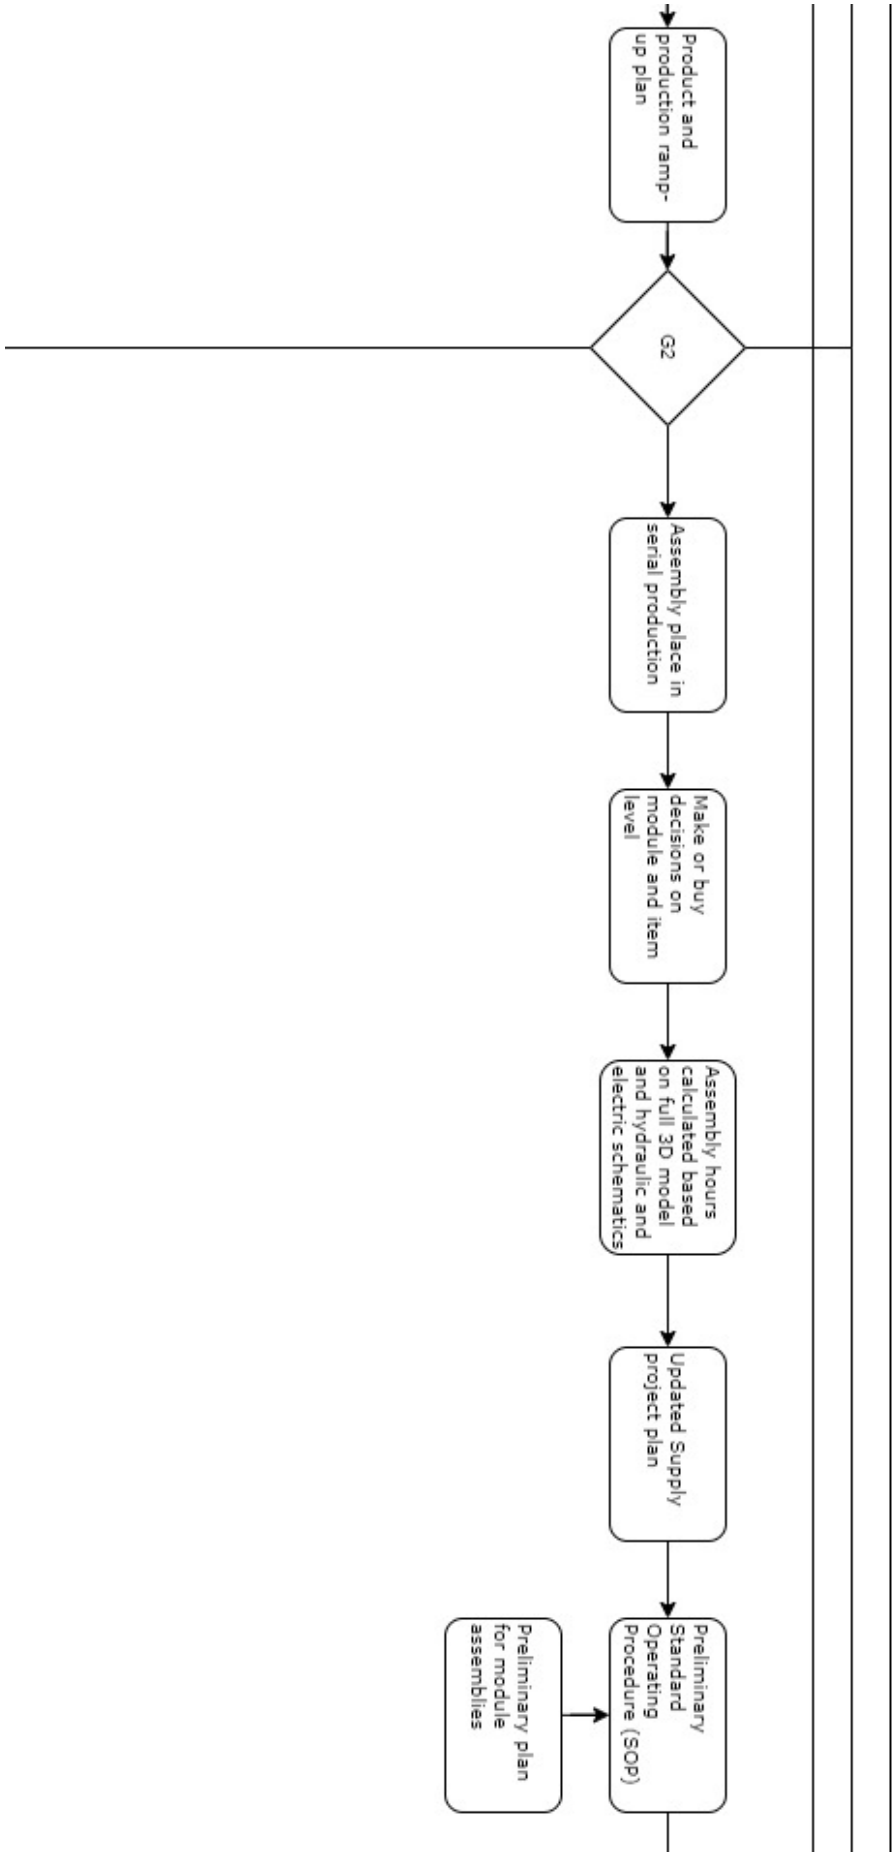 Product and
production ramp-
up plan
G2
Assembly place in
serial production
Make or buy
decisions on
module and item
level
Assembly hours
calculated based
on full 3D model
and hydraulic and
electric schematics
Updated Supply
project plan
Preliminary
Standard
Operating
Procedure (SOP)
Preliminary plan
for module
assemblies